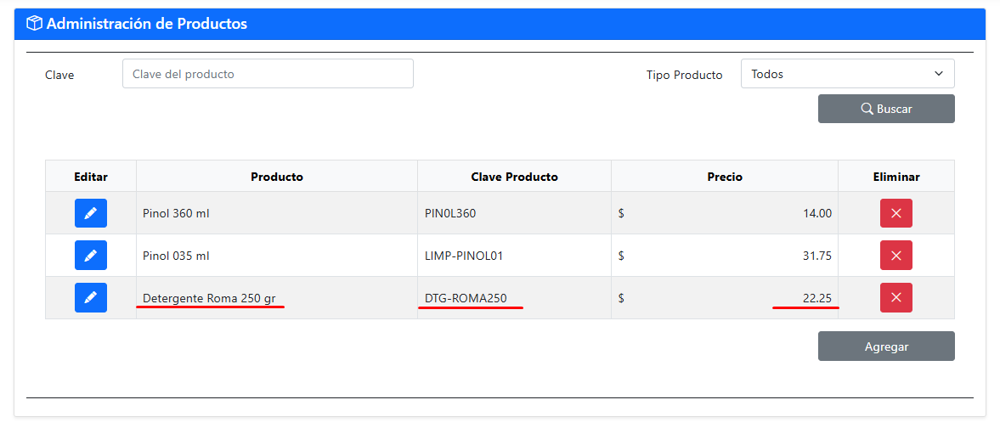 Administración de Productos
Clave Clave del producto Tipo Producto Todos
Buscar
Editar Producto Clave Producto Precio Eliminar
Pinol 360 ml PIN0L360 $ 14.00
Pinol 035 ml LIMP-PINOL01 $ 31.75
Detergente Roma 250 gr DTG-ROMA250 $ 22.25
Agregar